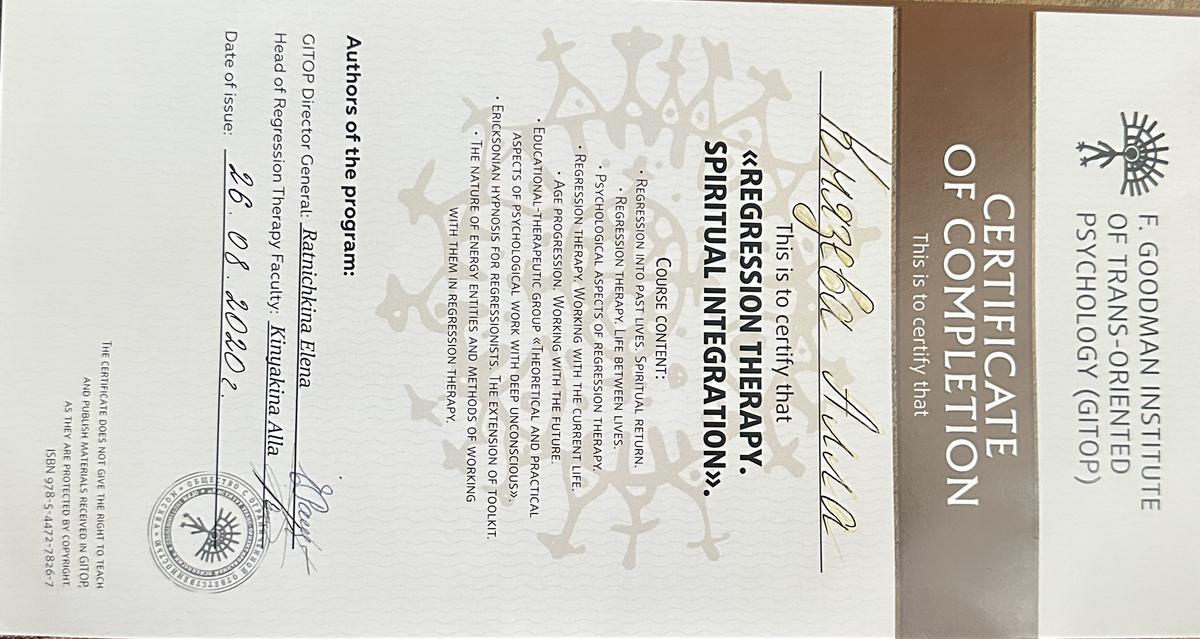 F. GOODMAN INSTITUTE
OF TRANS-ORIENTED
PSYCHOLOGY (GITOP)
CERTIFICATE
OF COMPLETION
This is to certify that
Князева Анна
This is to certify that
«REGRESSION THERAPY.
SPIRITUAL INTEGRATION».
COURSE CONTENT:
· REGRESSION INTO PAST LIVES. SPIRITUAL RETURN.
· REGRESSION THERAPY. LIFE BETWEEN LIVES.
· PSYCHOLOGICAL ASPECTS OF REGRESSION THERAPY.
· REGRESSION THERAPY. WORKING WITH THE CURRENT LIFE.
· AGE PROGRESSION. WORKING WITH THE FUTURE.
· EDUCATIONAL-THERAPEUTIC GROUP «THEORETICAL AND PRACTICAL
ASPECTS OF PSYCHOLOGICAL WORK WITH DEEP UNCONSCIOUS».
· ERICKSONIAN HYPNOSIS FOR REGRESSIONISTS. THE EXTENSION OF TOOLKIT.
· THE NATURE OF ENERGY ENTITIES AND METHODS OF WORKING
WITH THEM IN REGRESSION THERAPY.
Authors of the program:
GITOP Director General: Ratnichkina Elena
Head of Regression Therapy Faculty: Kinyakina Alla
Date of issue: 26.08.2020 г.
ОБЩЕСТВО С ОГРАНИЧЕННОЙ ОТВЕТСТВЕННОСТЬЮ
МОСКВА
THE CERTIFICATE DOES NOT GIVE THE RIGHT TO TEACH
AND PUBLISH MATERIALS RECEIVED IN GITOP,
AS THEY ARE PROTECTED BY COPYRIGHT.
ISBN 978-5-4472-7826-7